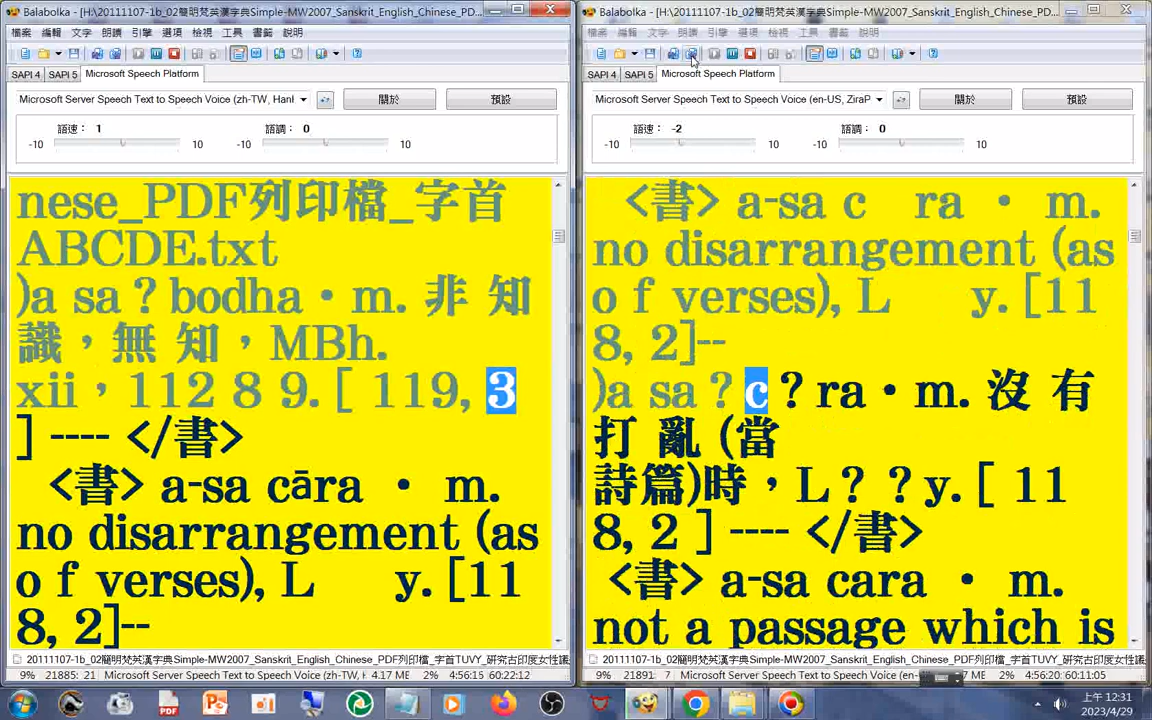 Balabolka - [H:\20111107-1b_02簡明梵英漢字典Simple-MW2007_Sanskrit_English_Chinese_PD...
檔案 編輯 文字 朗讀 引擎 選項 檢視 工具 書籤 說明
SAPI 4 SAPI 5 Microsoft Speech Platform
Microsoft Server Speech Text to Speech Voice (zh-TW, Hanl 關於 預設
語速： 1 語調： 0
-10 10 -10 10
nese_PDF列印檔_字首
ABCDE.txt
)a sa ? bodha • m. 非 知
識，無 知，MBh.
xii，112 8 9. [ 119, 3
] ---- </書>
<書> a-sa cāra • m.
no disarrangement (as
o f verses), L y. [11
8, 2]--
20111107-1b_02簡明梵英漢字典Simple-MW2007_Sanskrit_English_Chinese_PDF列印檔_字首TUVY_研究古印度女性議
9% 21885: 21 Microsoft Server Speech Text to Speech Voice (zh-TW, H 4.17 MB 2% 4:56:15 60:22:12
Balabolka - [H:\20111107-1b_02簡明梵英漢字典Simple-MW2007_Sanskrit_English_Chinese_PD...
檔案 編輯 文字 朗讀 引擎 選項 檢視 工具 書籤 說明
SAPI 4 SAPI 5 Microsoft Speech Platform
Microsoft Server Speech Text to Speech Voice (en-US, ZiraP 關於 預設
語速： -2 語調： 0
-10 10 -10 10
<書> a-sa c ra • m.
no disarrangement (as
o f verses), L y. [11
8, 2]--
)a sa ? c ? ra • m. 沒 有
打 亂 (當
詩篇)時，L ? ? y. [ 11
8, 2 ] ---- </書>
<書> a-sa cara • m.
not a passage which is
20111107-1b_02簡明梵英漢字典Simple-MW2007_Sanskrit_English_Chinese_PDF列印檔_字首TUVY_研究古印度女性議
9% 21891: 7 Microsoft Server Speech Text to Speech Voice (en-U 4.16 MB 2% 4:56:20 60:11:05
上午 12:31
2023/4/29